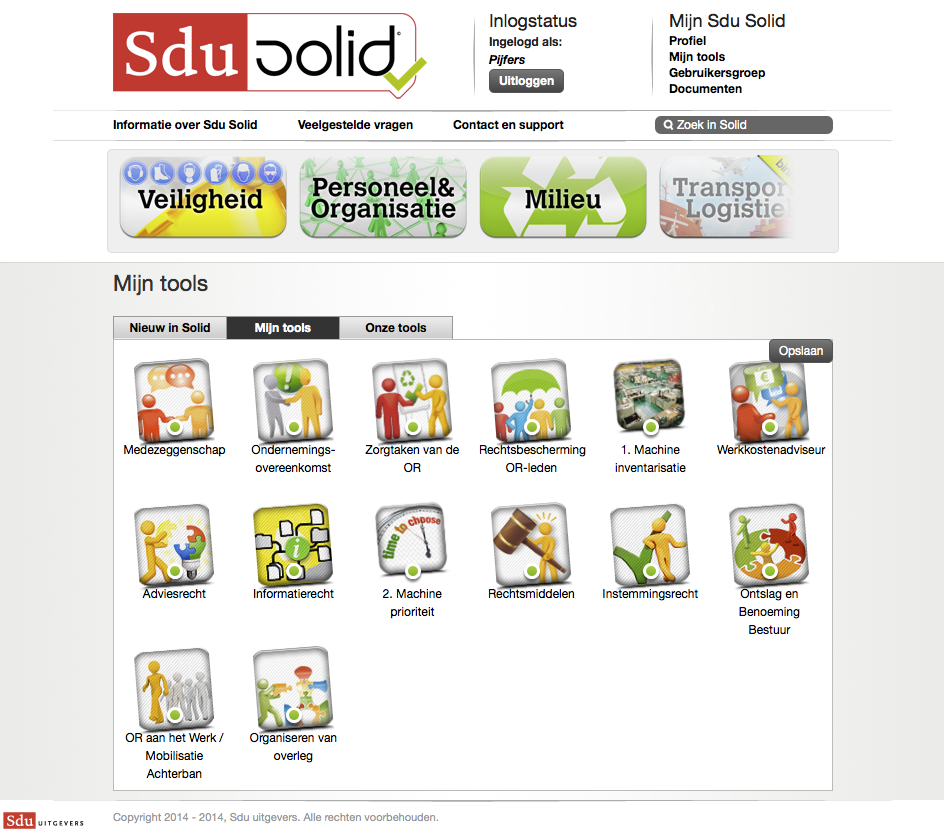 Sdu solid
Inlogstatus
Ingelogd als:
Pijfers
Uitloggen
Mijn Sdu Solid
Profiel
Mijn tools
Gebruikersgroep
Documenten
Informatie over Sdu Solid
Veelgestelde vragen
Contact en support
Zoek in Solid
Veiligheid
Personeel&
Organisatie
Milieu
Transpor
Logistie
Mijn tools
Nieuw in Solid
Mijn tools
Onze tools
Opslaan
Medezeggenschap
Ondernemings-
overeenkomst
Zorgtaken van de
OR
Rechtsbescherming
OR-leden
1. Machine
inventarisatie
Werkkostenadviseur
Adviesrecht
Informatierecht
time to choose
2. Machine
prioriteit
Rechtsmiddelen
Instemmingsrecht
Ontslag en
Benoeming
Bestuur
OR aan het Werk /
Mobilisatie
Achterban
Organiseren van
overleg
Sdu UITGEVERS
Copyright 2014 - 2014, Sdu uitgevers. Alle rechten voorbehouden.